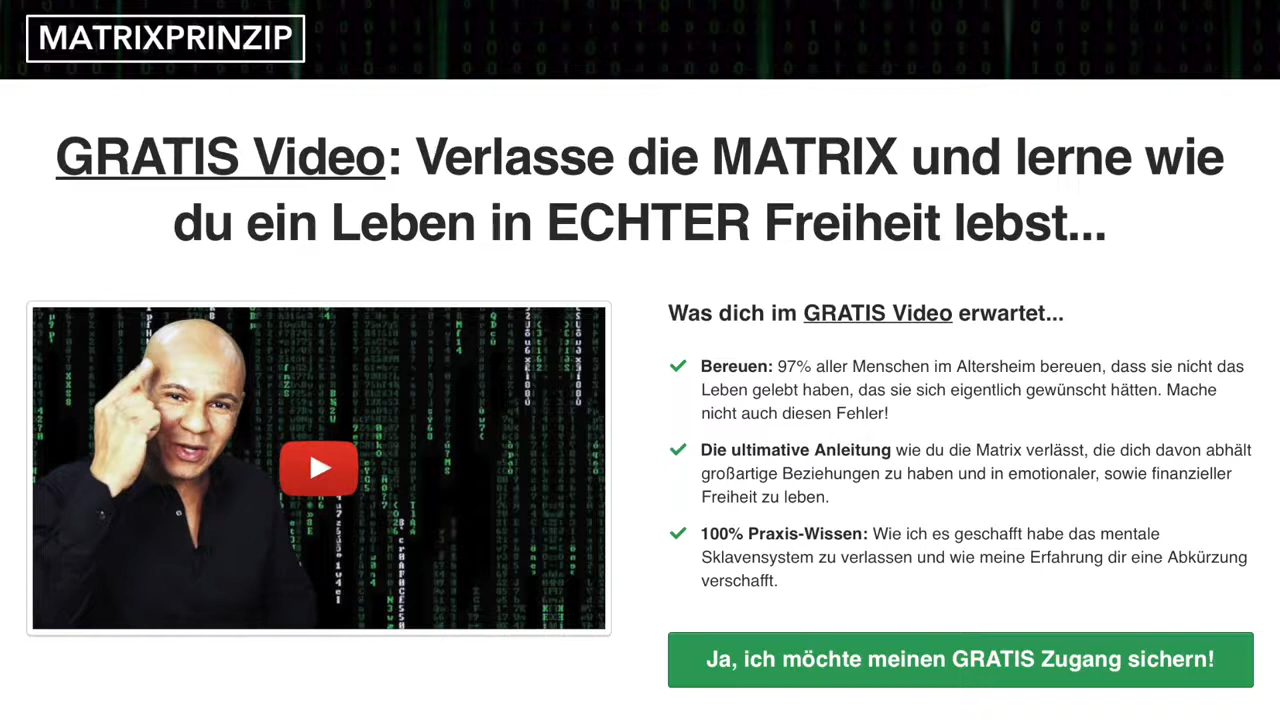 MATRIXPRINZIP
GRATIS Video: Verlasse die MATRIX und lerne wie
du ein Leben in ECHTER Freiheit lebst...
Was dich im GRATIS Video erwartet...
Bereuen: 97% aller Menschen im Altersheim bereuen, dass sie nicht das
Leben gelebt haben, das sie sich eigentlich gewünscht hätten. Mache
nicht auch diesen Fehler!
Die ultimative Anleitung wie du die Matrix verlässt, die dich davon abhält
großartige Beziehungen zu haben und in emotionaler, sowie finanzieller
Freiheit zu leben.
100% Praxis-Wissen: Wie ich es geschafft habe das mentale
Sklavensystem zu verlassen und wie meine Erfahrung dir eine Abkürzung
verschafft.
Ja, ich möchte meinen GRATIS Zugang sichern!